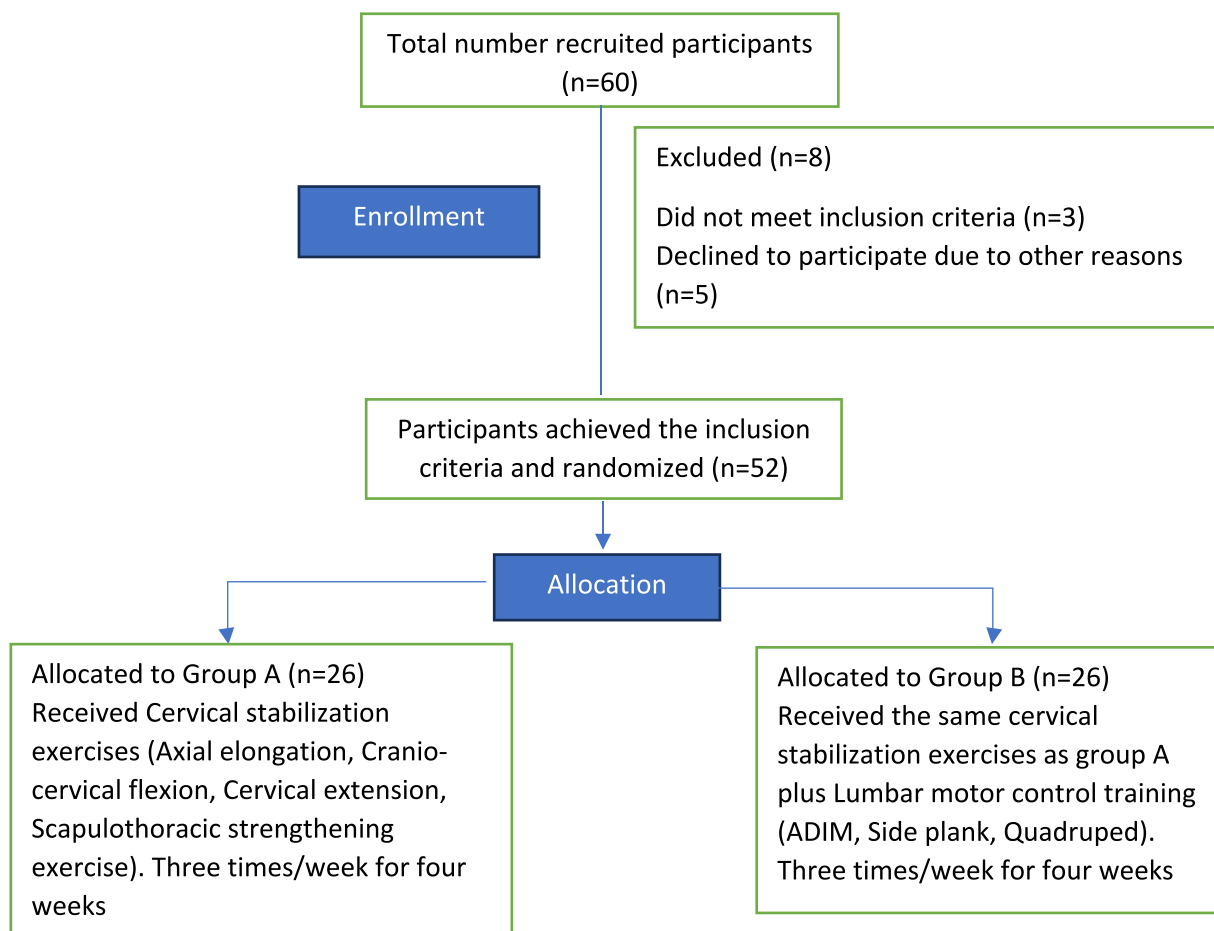 Total number recruited participants
(n=60)
Excluded (n=8)
Did not meet inclusion criteria (n=3)
Declined to participate due to other reasons
(n=5)
Enrollment
Participants achieved the inclusion
criteria and randomized (n=52)
Allocation
Allocated to Group A (n=26)
Received Cervical stabilization
exercises (Axial elongation, Cranio-
cervical flexion, Cervical extension,
Scapulothoracic strengthening
exercise). Three times/week for four
weeks
Allocated to Group B (n=26)
Received the same cervical
stabilization exercises as group A
plus Lumbar motor control training
(ADIM, Side plank, Quadruped).
Three times/week for four weeks